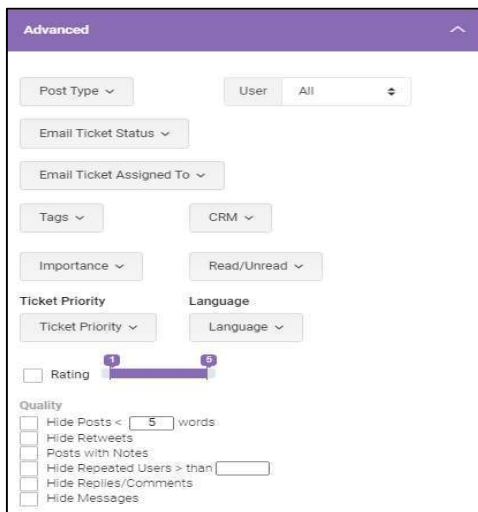 Advanced
Post Type User All
Email Ticket Status
Email Ticket Assigned To
Tags CRM
Importance Read/Unread
Ticket Priority Language
Ticket Priority Language
1 5
Rating
Quality
Hide Posts < 5 words
Hide Retweets
Posts with Notes
Hide Repeated Users > than
Hide Replies/Comments
Hide Messages